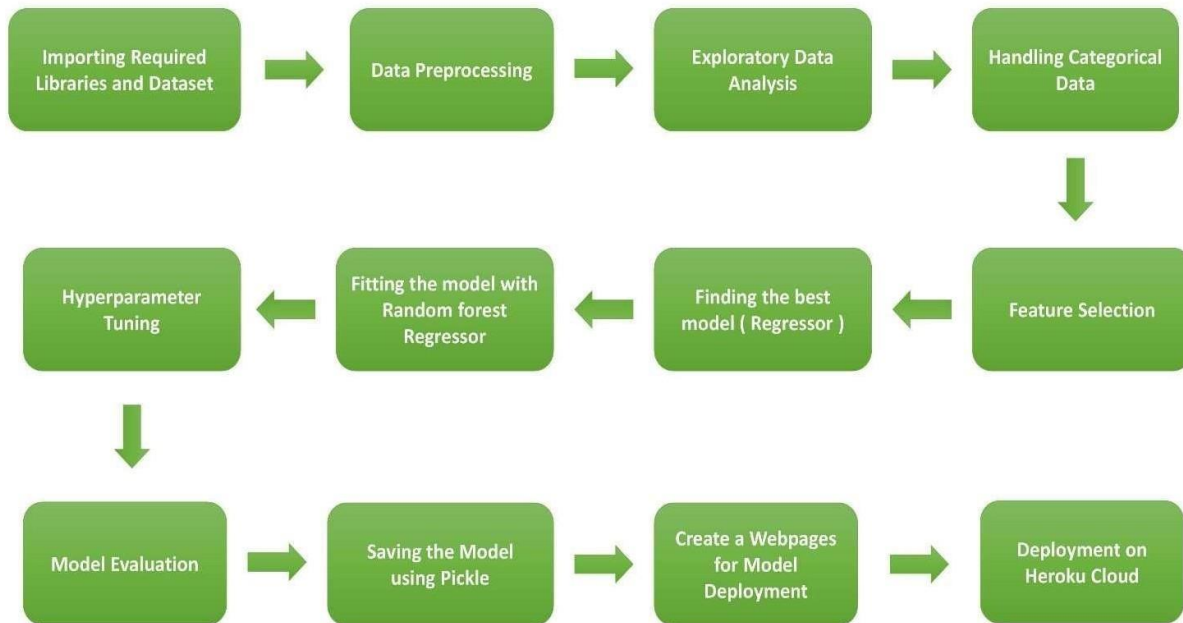 Importing Required
Libraries and Dataset
Data Preprocessing
Exploratory Data
Analysis
Handling Categorical
Data
Feature Selection
Finding the best
model ( Regressor )
Fitting the model with
Random forest
Regressor
Hyperparameter
Tuning
Model Evaluation
Saving the Model
using Pickle
Create a Webpages
for Model
Deployment
Deployment on
Heroku Cloud